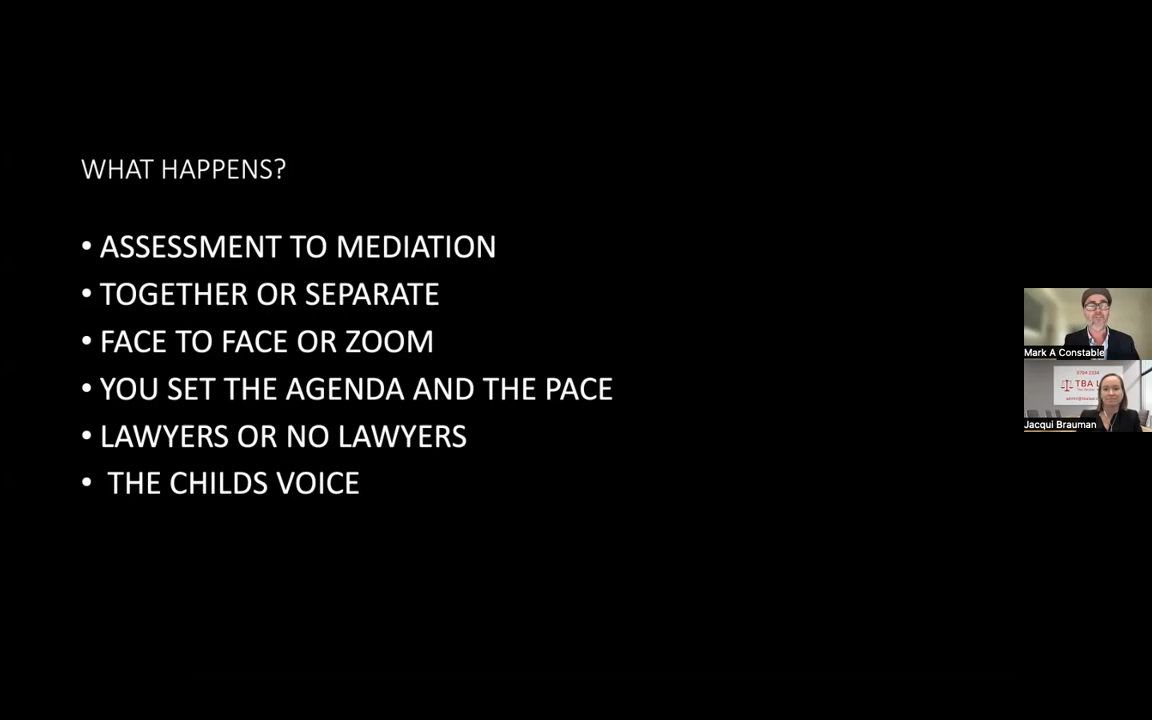 WHAT HAPPENS?
• ASSESSMENT TO MEDIATION
• TOGETHER OR SEPARATE
• FACE TO FACE OR ZOOM
• YOU SET THE AGENDA AND THE PACE
• LAWYERS OR NO LAWYERS
• THE CHILDS VOICE
Mark A Constable
TBA
Jacqui Brauman